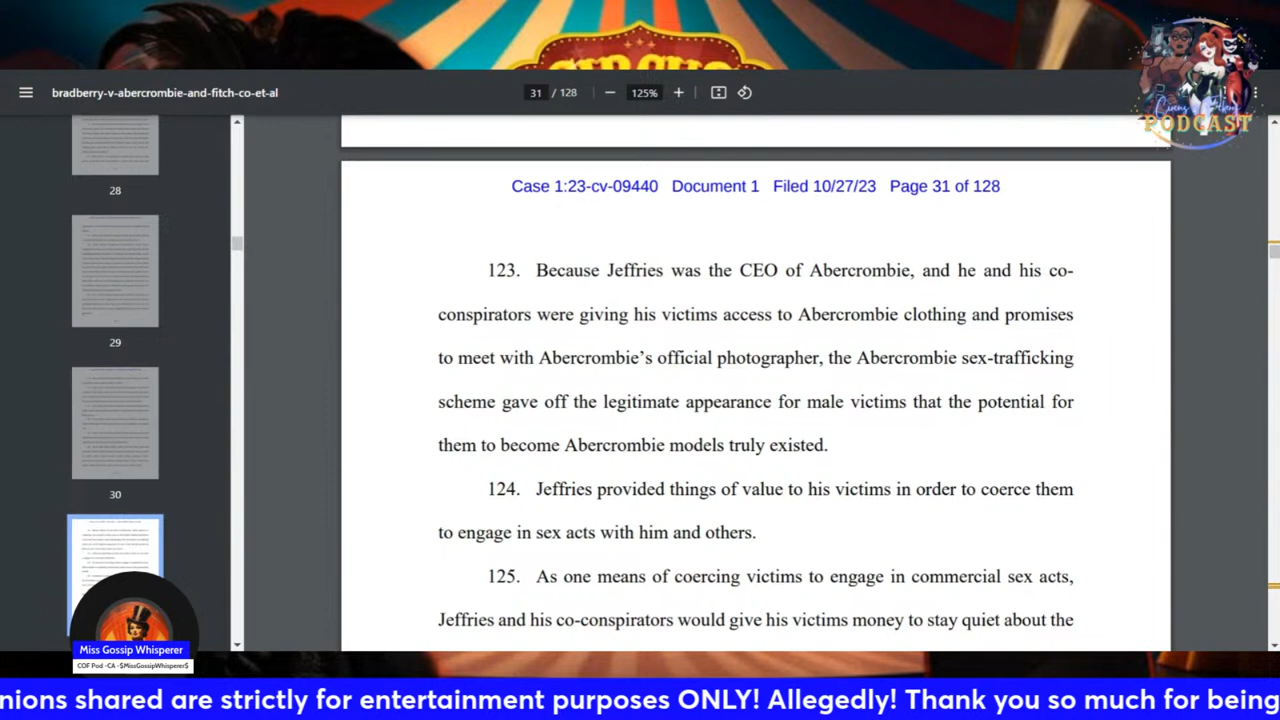 bradberry-v-abercrombie-and-fitch-co-et-al
31 / 128
125%
PODCAST
28
29
30
Case 1:23-cv-09440 Document 1 Filed 10/27/23 Page 31 of 128
123. Because Jeffries was the CEO of Abercrombie, and he and his co-
conspirators were giving his victims access to Abercrombie clothing and promises
to meet with Abercrombie’s official photographer, the Abercrombie sex-trafficking
scheme gave off the legitimate appearance for male victims that the potential for
them to become Abercrombie models truly existed.
124. Jeffries provided things of value to his victims in order to coerce them
to engage in sex acts with him and others.
125. As one means of coercing victims to engage in commercial sex acts,
Jeffries and his co-conspirators would give his victims money to stay quiet about the
Miss Gossip Whisperer
COF Pod -CA -$MissGossipWhisperer$
nions shared are strictly for entertainment purposes ONLY! Allegedly! Thank you so much for being